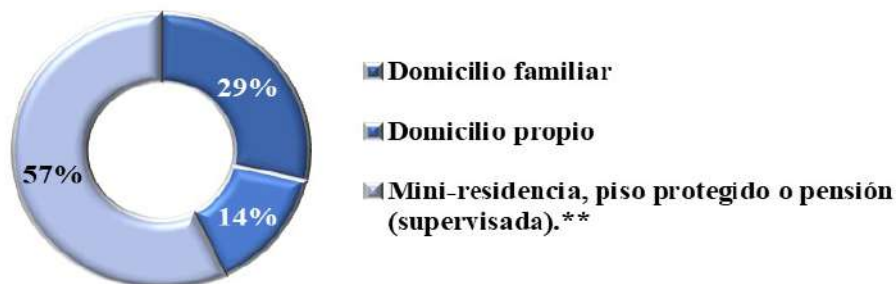 29%
57%
14%
Domicilio familiar
Domicilio propio
Mini-residencia, piso protegido o pensión
(supervisada).**